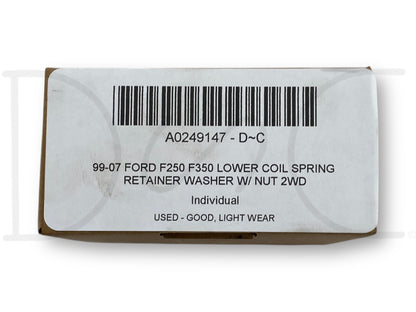 A0249147 - D~C
99-07 FORD F250 F350 LOWER COIL SPRING
RETAINER WASHER W/ NUT 2WD
Individual
USED - GOOD, LIGHT WEAR